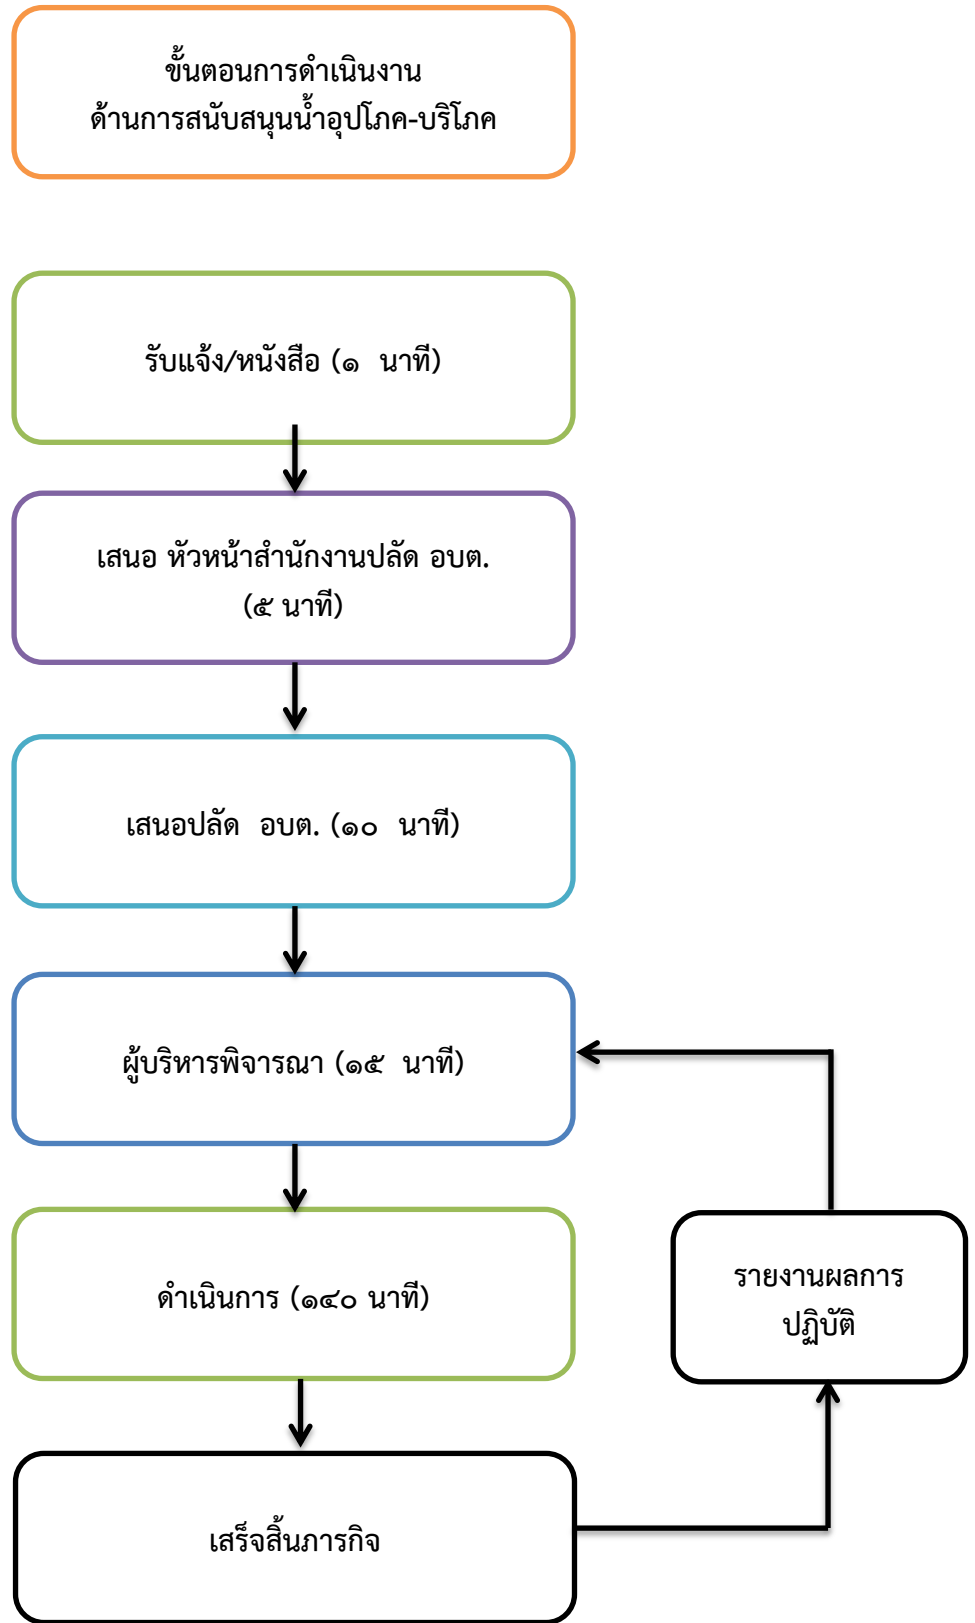 ขั้นตอนการดำเนินงาน
ด้านการสนับสนุนน้ำอุปโภค-บริโภค
รับแจ้ง/หนังสือ (๑ นาที)
เสนอ หัวหน้าสำนักงานปลัด อบต.
(๕ นาที)
เสนอปลัด อบต. (๑๐ นาที)
ผู้บริหารพิจารณา (๑๕ นาที)
ดำเนินการ (๑๔๐ นาที)
รายงานผลการ
ปฏิบัติ
เสร็จสิ้นภารกิจ